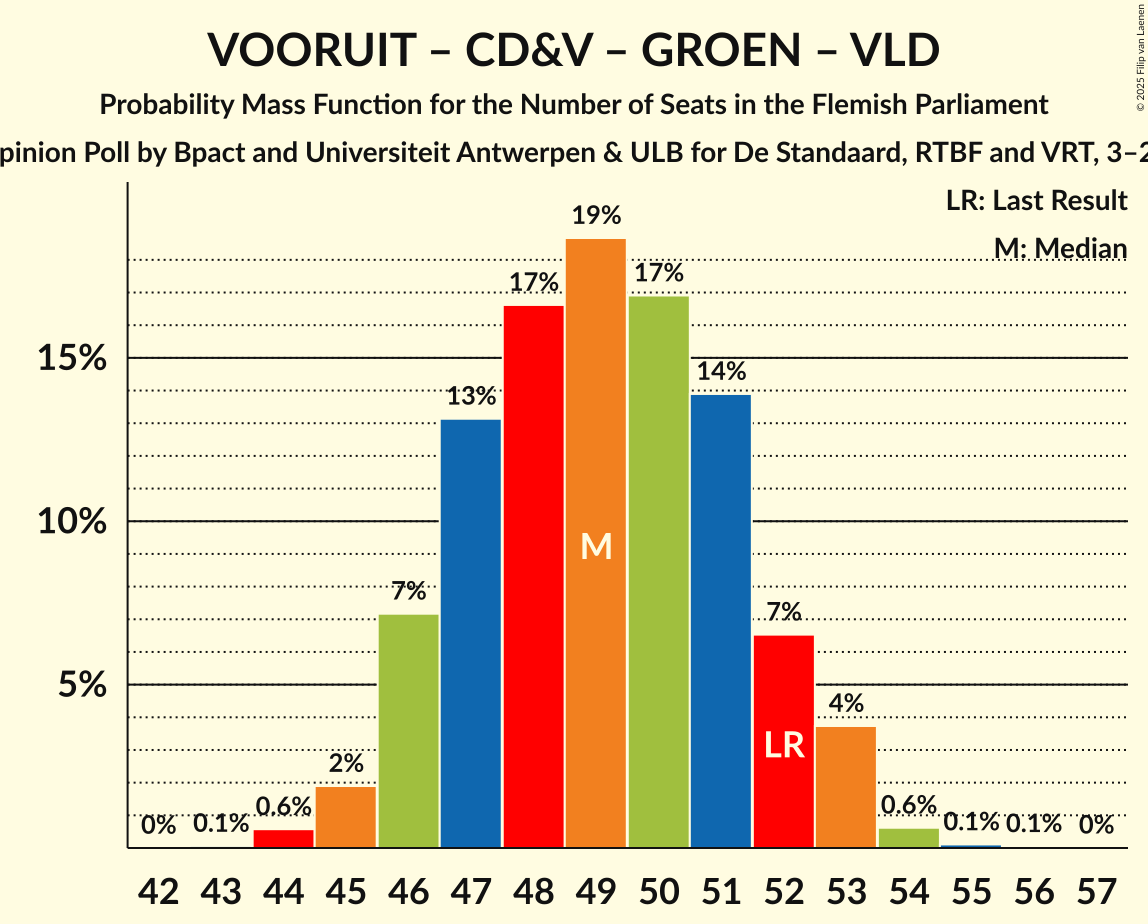 VOORUIT – CD&V – GROEN – VLD
Probability Mass Function for the Number of Seats in the Flemish Parliament
pinion Poll by Bpact and Universiteit Antwerpen & ULB for De Standaard, RTBF and VRT, 3–2
© 2025 Filip van Laenen
LR: Last Result
M: Median
15%
10%
5%
0% 0.1% 0.6% 2% 7% 13% 17% 19% 17% 14% 7% 4% 0.6% 0.1% 0.1% 0%
M
LR
42 43 44 45 46 47 48 49 50 51 52 53 54 55 56 57